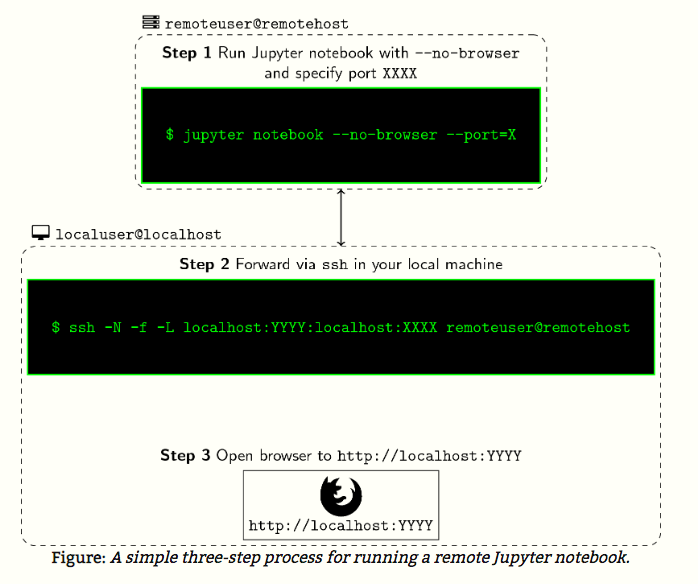 remoteuser@remotehost
Step 1 Run Jupyter notebook with --no-browser
and specify port XXXX
$ jupyter notebook --no-browser --port=X
localuser@localhost
Step 2 Forward via ssh in your local machine
$ ssh -N -f -L localhost:YYYY:localhost:XXXX remoteuser@remotehost
Step 3 Open browser to http://localhost:YYYY
http://localhost:YYYY
Figure: A simple three-step process for running a remote Jupyter notebook.